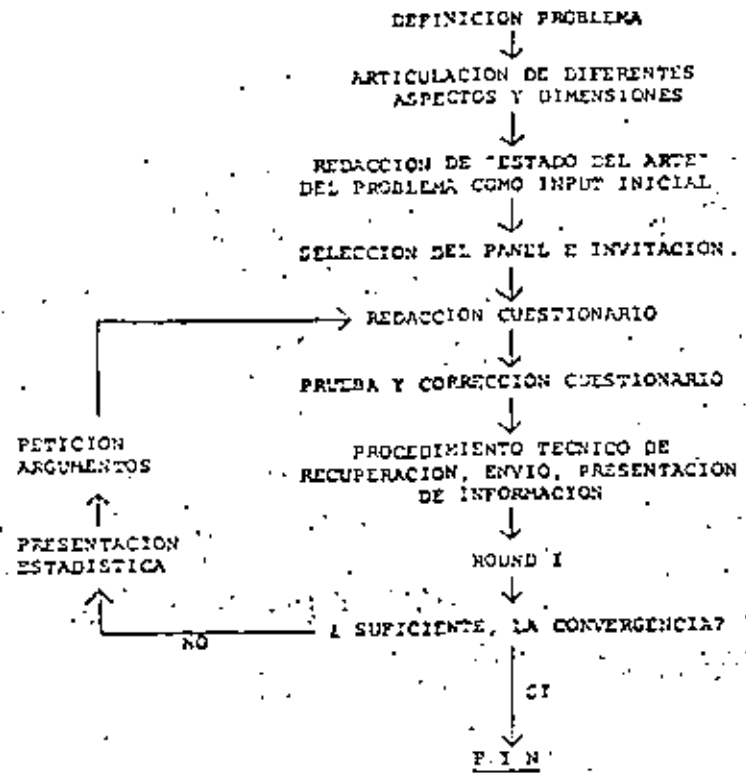 DEFINICION PROBLEMA
ARTICULACION DE DIFERENTES
ASPECTOS Y DIMENSIONES
REDACCION DE "ESTADO DEL ARTE"
DEL PROBLEMA COMO INPUT INICIAL
SELECCION DEL PANEL E INVITACION.
REDACCION CUESTIONARIO
PRUEBA Y CORRECCION CUESTIONARIO
PROCEDIMIENTO TECNICO DE
RECUPERACION, ENVIO, PRESENTACION
DE INFORMACION
ROUND I
¿ SUFICIENTE, LA CONVERGENCIA?
NO
PRESENTACION
ESTADISTICA
PETICION
ARGUMENTOS
SI
F I N